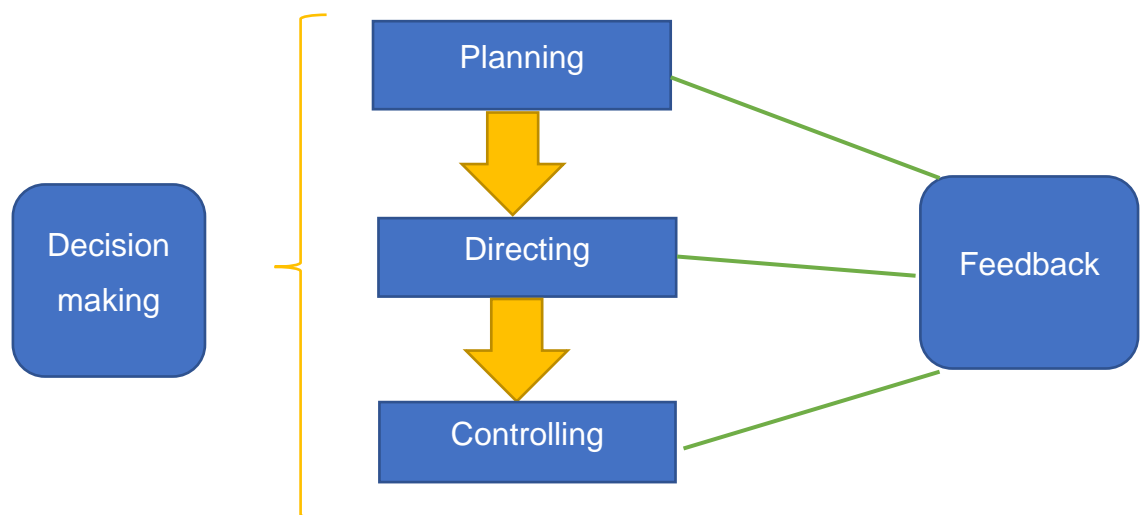 Planning
Decision
making
Directing
Feedback
Controlling